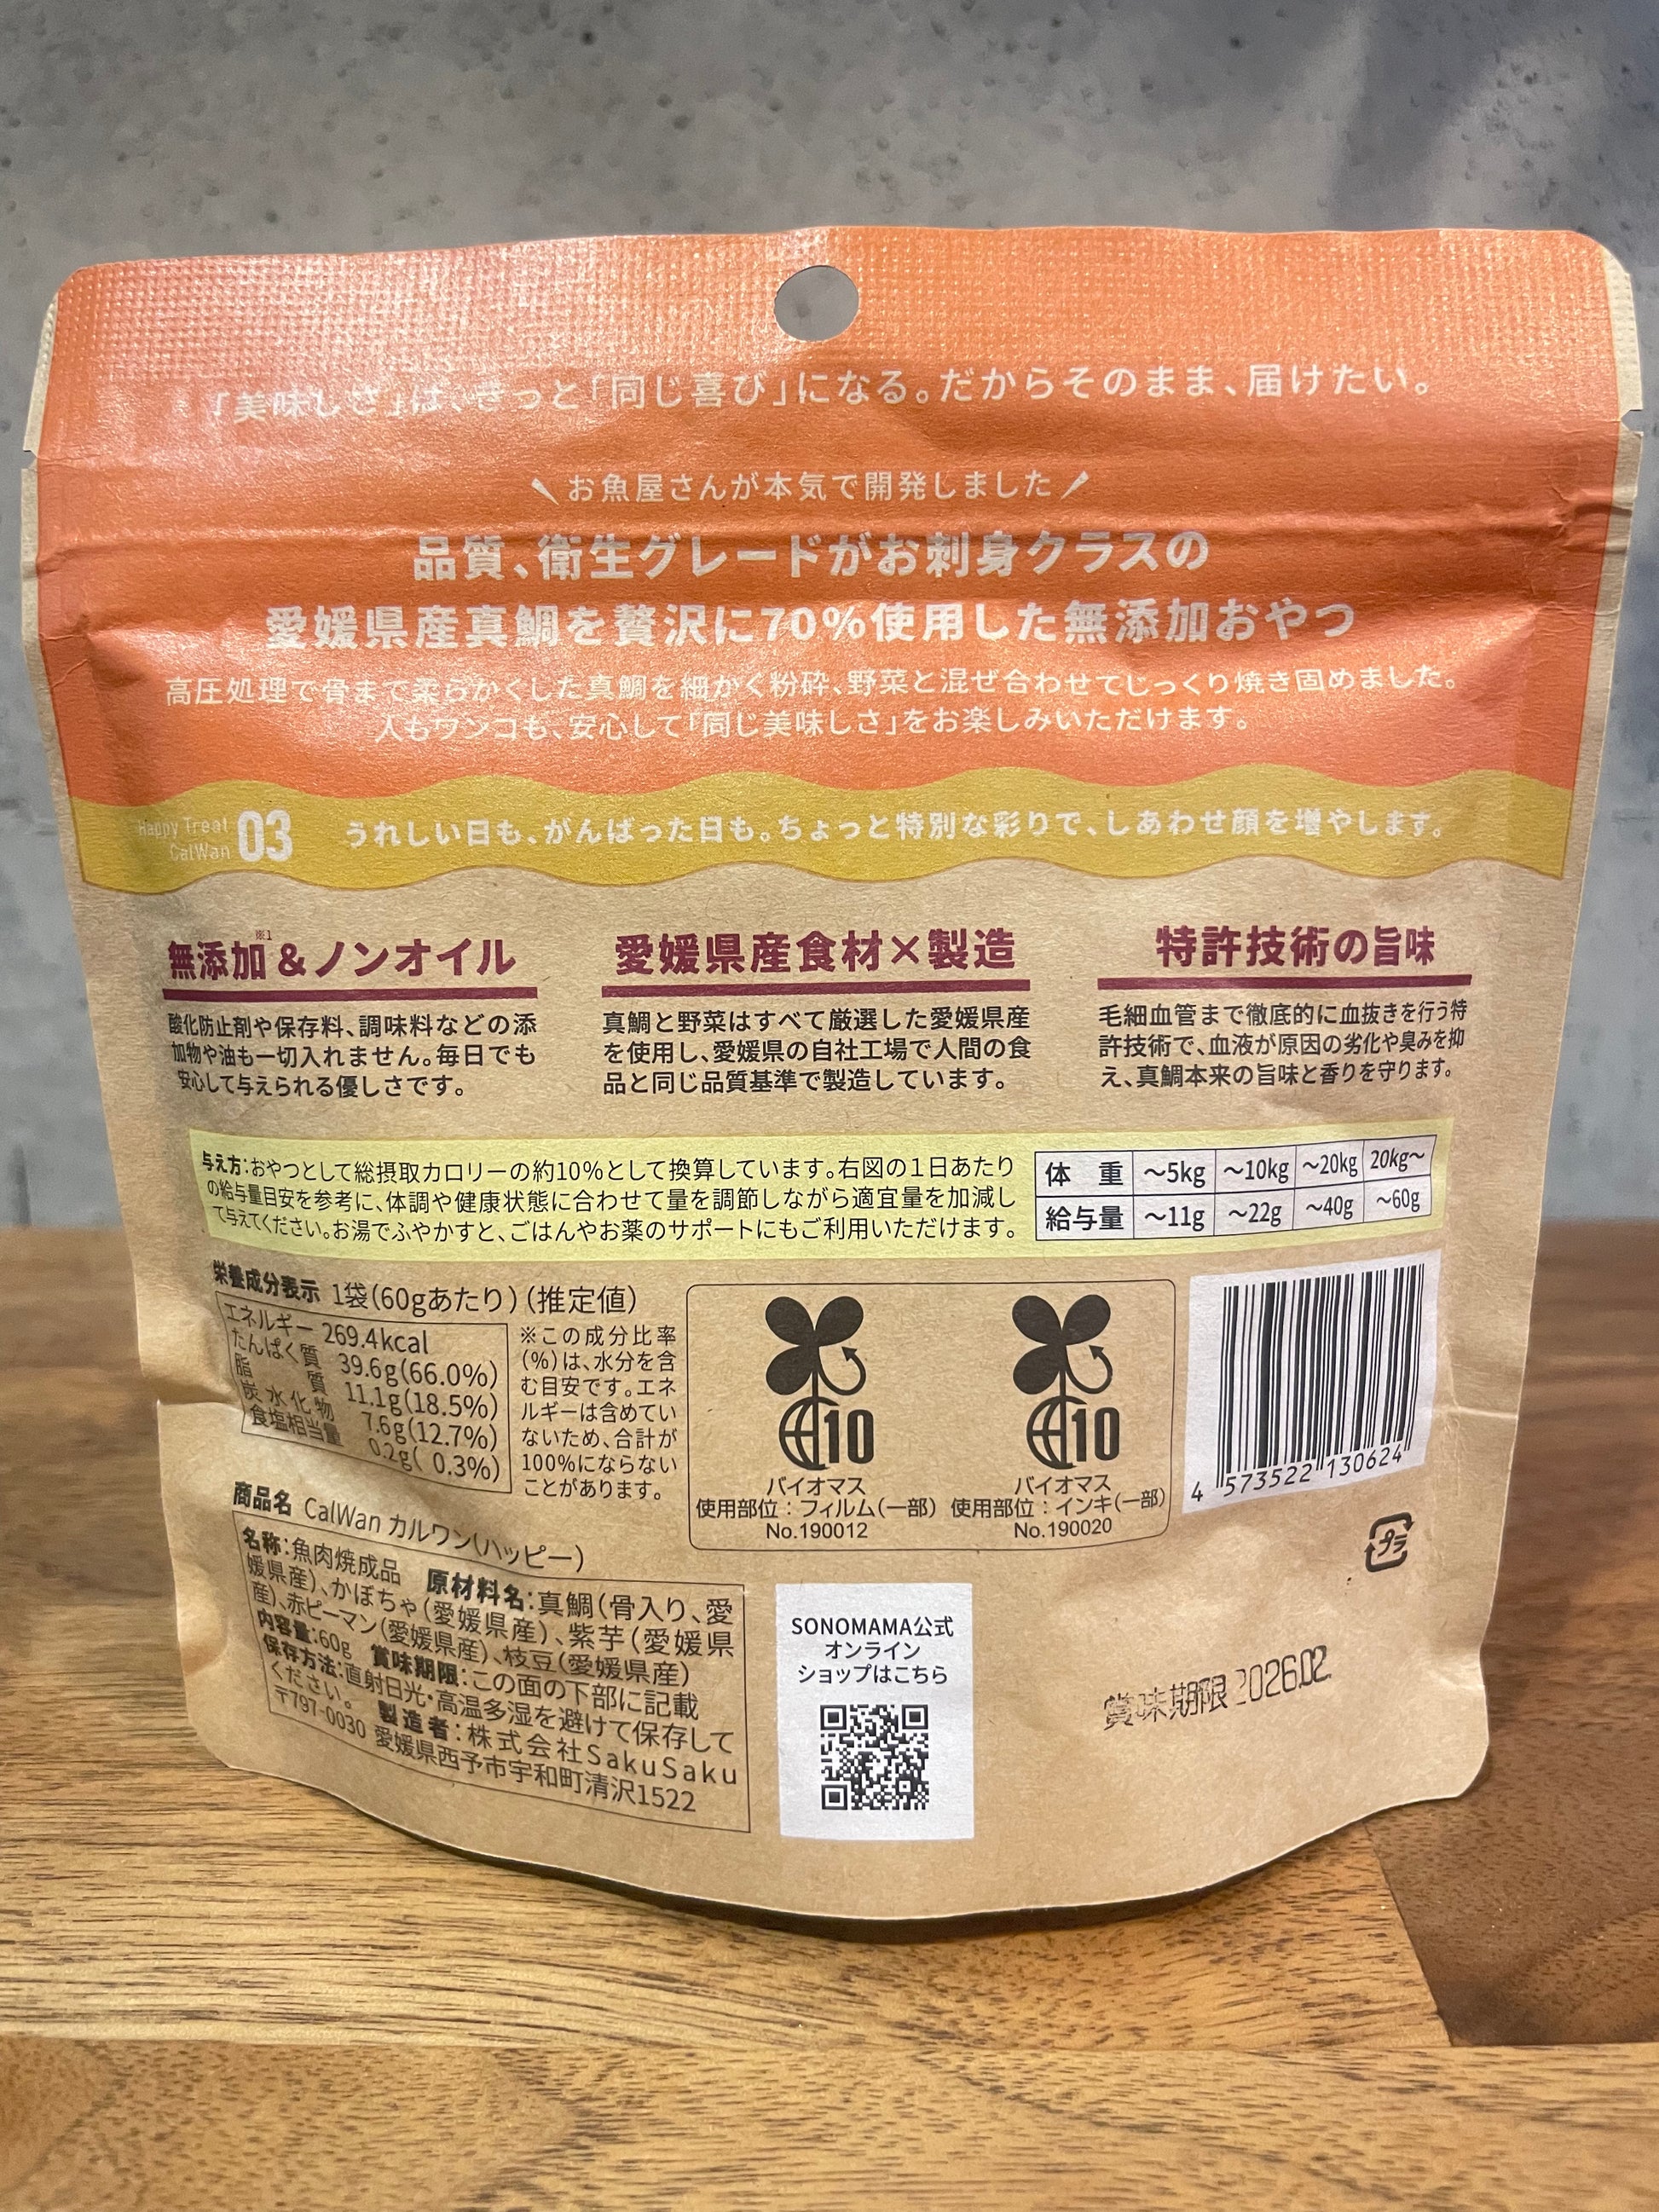 「美味しさ」は、きっと「同じ喜び」になる。だからそのまま、届けたい。
\お魚屋さんが本気で開発しました/
品質、衛生グレードがお刺身クラスの
愛媛県産真鯛を贅沢に70%使用した無添加おやつ
高圧処理で骨まで柔らかくした真鯛を細かく粉砕、野菜と混ぜ合わせてじっくり焼き固めました。
人もワンコも、安心して「同じ美味しさ」をお楽しみいただけます。
Happy Treat
CalWan
03
うれしい日も、がんばった日も。ちょっと特別な彩りで、しあわせ顔を増やします。
無添加※1&ノンオイル
酸化防止剤や保存料、調味料などの添
加物や油も一切入れません。毎日でも
安心して与えられる優しさです。
愛媛県産食材×製造
真鯛と野菜はすべて厳選した愛媛県産
を使用し、愛媛県の自社工場で人間の食
品と同じ品質基準で製造しています。
特許技術の旨味
毛細血管まで徹底的に血抜きを行う特
許技術で、血液が原因の劣化や臭みを抑
え、真鯛本来の旨味と香りを守ります。
与え方:おやつとして総摂取カロリーの約10%として換算しています。右図の1日あたり
の給与量目安を参考に、体調や健康状態に合わせて量を調節しながら適宜量を加減し
て与えてください。お湯でふやかすと、ごはんやお薬のサポートにもご利用いただけます。
体 重 ～5kg ～10kg ～20kg 20kg～
給与量 ～11g ～22g ～40g ～60g
栄養成分表示 1袋(60gあたり)(推定値)
エネルギー 269.4kcal
たんぱく質 39.6g(66.0%)
脂 質 11.1g(18.5%)
炭水化物 7.6g(12.7%)
食塩相当量 0.2g( 0.3%)
※この成分比率
(%)は、水分を含
む目安です。エネ
ルギーは含めてい
ないため、合計が
100%にならない
ことがあります。
10
バイオマス
使用部位:フィルム(一部)
No.190012
10
バイオマス
使用部位:インキ(一部)
No.190020
4 573522 130624
プラ
商品名 CalWan カルワン(ハッピー)
名称:魚肉焼成品 原材料名:真鯛(骨入り、愛
媛県産)、かぼちゃ(愛媛県産)、紫芋(愛媛県
産)、赤ピーマン(愛媛県産)、枝豆(愛媛県産)
内容量:60g 賞味期限:この面の下部に記載
保存方法:直射日光・高温多湿を避けて保存して
ください。 製造者:株式会社SakuSaku
〒797-0030 愛媛県西予市宇和町清沢1522
SONOMAMA公式
オンライン
ショップはこちら
賞味期限 2026.02.